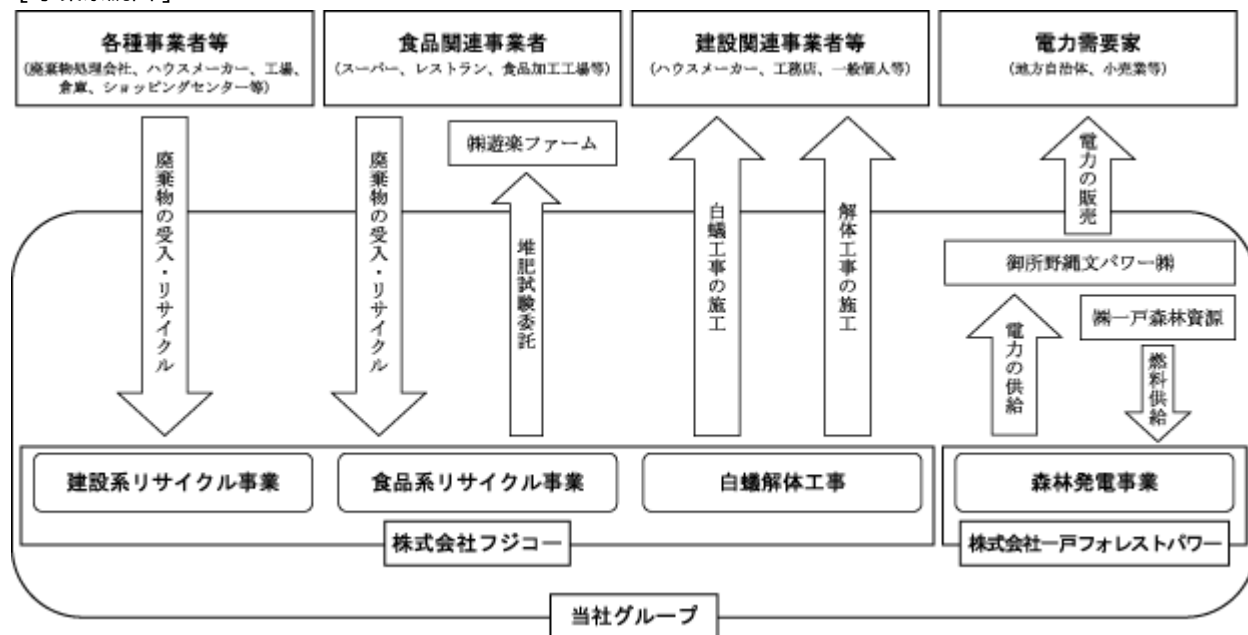 各種事業者等
(廃棄物処理会社、ハウスメーカー、工場、
倉庫、ショッピングセンター等)
食品関連事業者
(スーパー、レストラン、食品加工工場等)
建設関連事業者等
(ハウスメーカー、工務店、一般個人等)
電力需要家
(地方自治体、小売業等)
廃棄物の受入・リサイクル
廃棄物の受入・リサイクル
㈱遊楽ファーム
堆肥試験委託
白蟻工事の施工
解体工事の施工
電力の販売
御所野縄文パワー㈱
電力の供給
㈱一戸森林資源
燃料供給
建設系リサイクル事業
食品系リサイクル事業
白蟻解体工事
森林発電事業
株式会社フジコー
株式会社一戸フォレストパワー
当社グループ